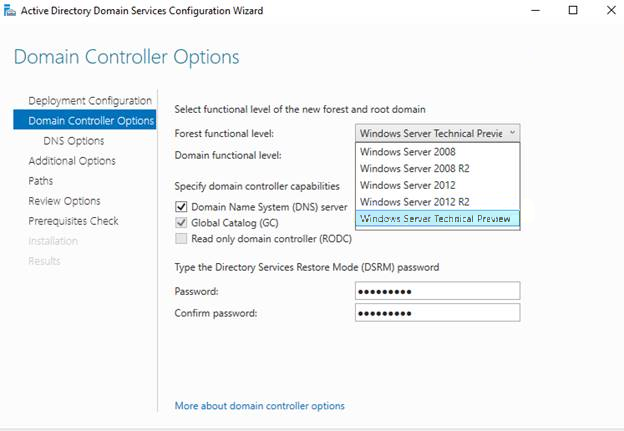 Active Directory Domain Services Configuration Wizard
Domain Controller Options
Deployment Configuration
Domain Controller Options
DNS Options
Additional Options
Paths
Review Options
Prerequisites Check
Installation
Results
Select functional level of the new forest and root domain
Forest functional level:
Windows Server Technical Previe
Domain functional level:
Windows Server 2008
Windows Server 2008 R2
Windows Server 2012
Windows Server 2012 R2
Windows Server Technical Preview
Specify domain controller capabilities
Domain Name System (DNS) server
Global Catalog (GC)
Read only domain controller (RODC)
Type the Directory Services Restore Mode (DSRM) password
Password:
●●●●●●●●●
Confirm password:
●●●●●●●●●
More about domain controller options